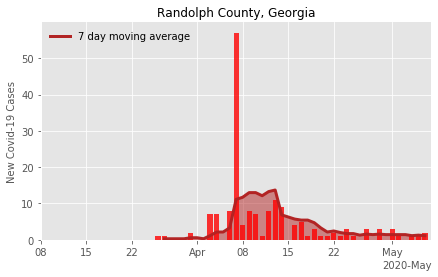 Randolph County, Georgia
7 day moving average
New Covid-19 Cases
50
40
30
20
10
0
08 15 22 Apr 08 15 22 May
2020-May